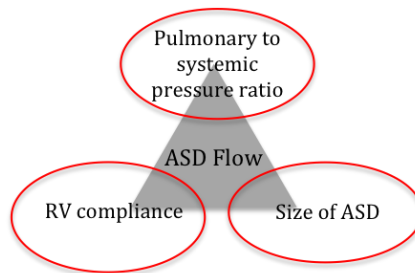 Pulmonary to
systemic
pressure ratio
ASD Flow
RV compliance
Size of ASD